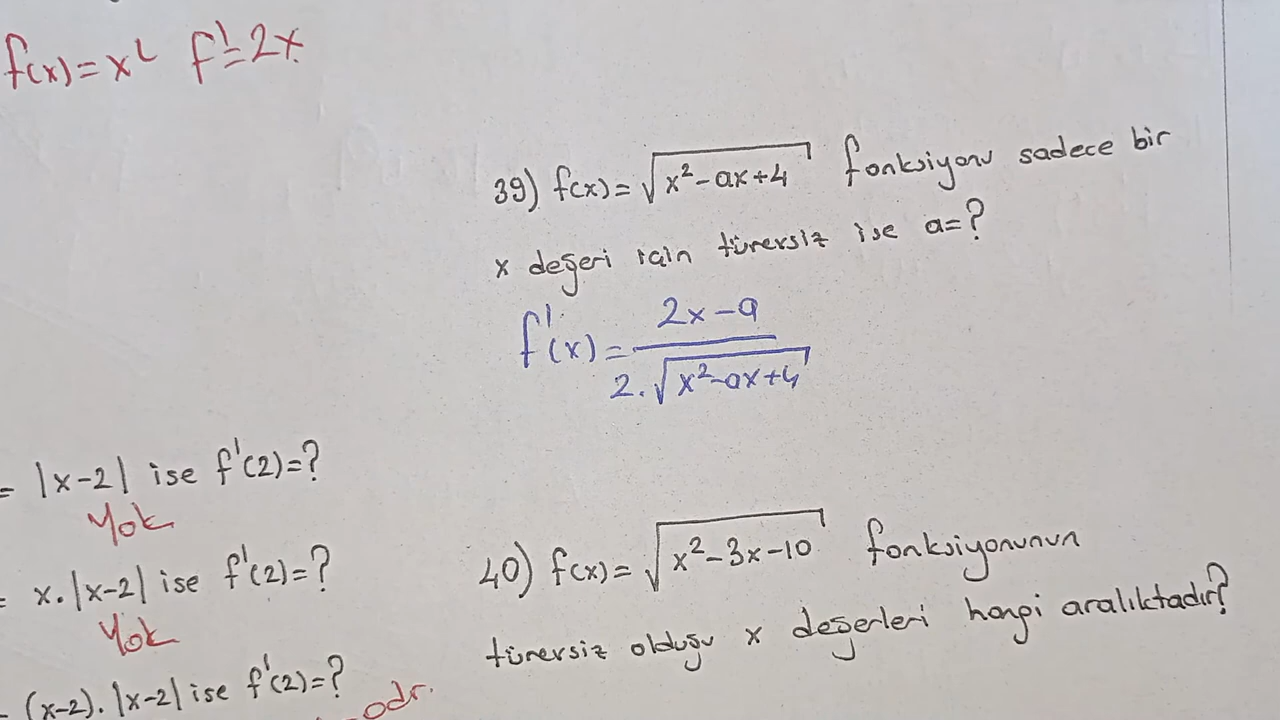 f(x)=x² f'=2x
39) f(x)=√(x²-ax+4) fonksiyonu sadece bir
x değeri için türevsiz ise a=?
f'(x)=(2x-a)/(2.√(x²-ax+4))
= |x-2| ise f'(2)=?
Yok
= x.|x-2| ise f'(2)=?
Yok
= (x-2).|x-2| ise f'(2)=?
40) f(x)=√(x²-3x-10) fonksiyonunun
türevsiz olduğu x değerleri hangi aralıktadır?